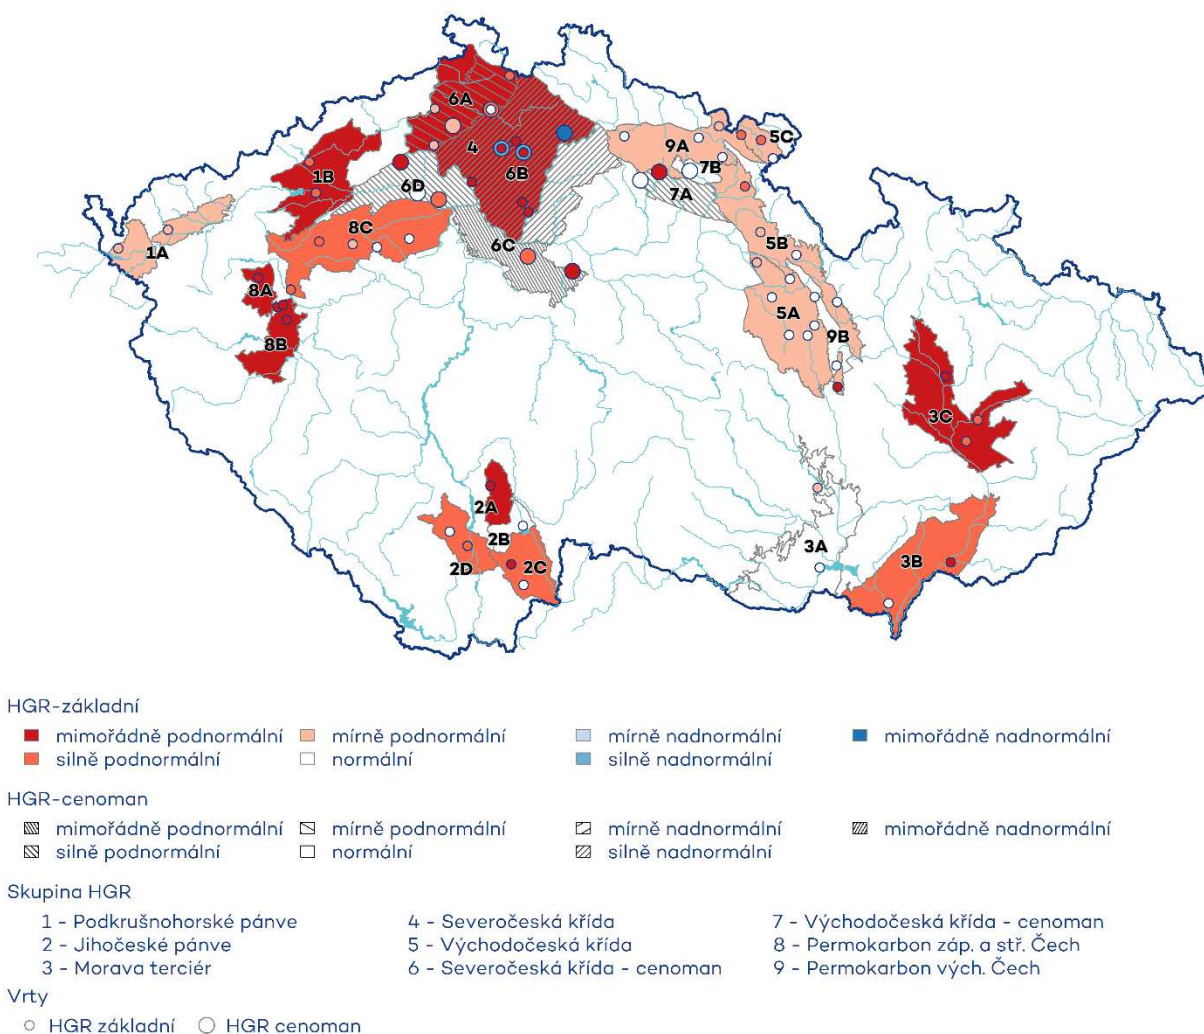 6A
5C
4
9A
7B
6B
1B
6D
7A
8C
5B
6C
1A
8A
5A
8B
9B
3C
2A
2B
3A
2D
2C
3B
HGR-základní
mimořádně podnormální mírně podnormální mírně nadnormální mimořádně nadnormální
silně podnormální normální silně nadnormální
HGR-cenoman
mimořádně podnormální mírně podnormální mírně nadnormální mimořádně nadnormální
silně podnormální normální silně nadnormální
Skupina HGR
1 - Podkrušnohorské pánve 4 - Severočeská křída 7 - Východočeská křída - cenoman
2 - Jihočeské pánve 5 - Východočeská křída 8 - Permokarbon záp. a stř. Čech
3 - Morava terciér 6 - Severočeská křída - cenoman 9 - Permokarbon vých. Čech
Vrty
HGR základní HGR cenoman